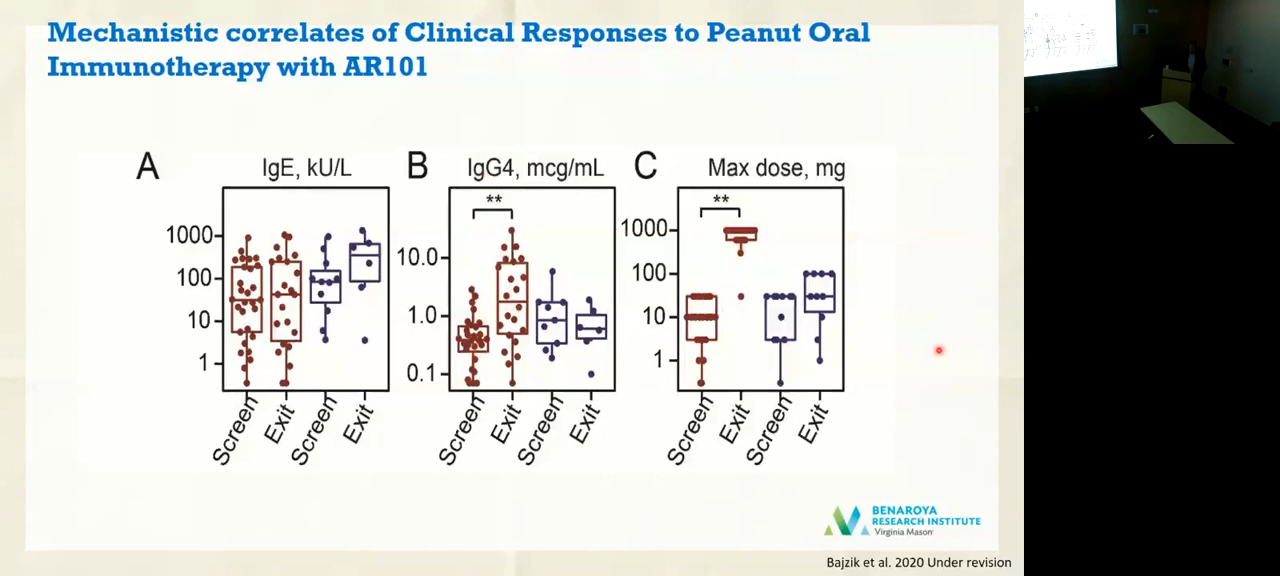 Mechanistic correlates of Clinical Responses to Peanut Oral
Immunotherapy with AR101
A
IgE, kU/L
1000
100
10
1
Screen
Exit
Screen
Exit
B
IgG4, mcg/mL
**
10.0
1.0
0.1
Screen
Exit
Screen
Exit
C
Max dose, mg
**
1000
100
10
1
Screen
Exit
Screen
Exit
BENAROYA
RESEARCH INSTITUTE
Virginia Mason
Bajzik et al. 2020 Under revision